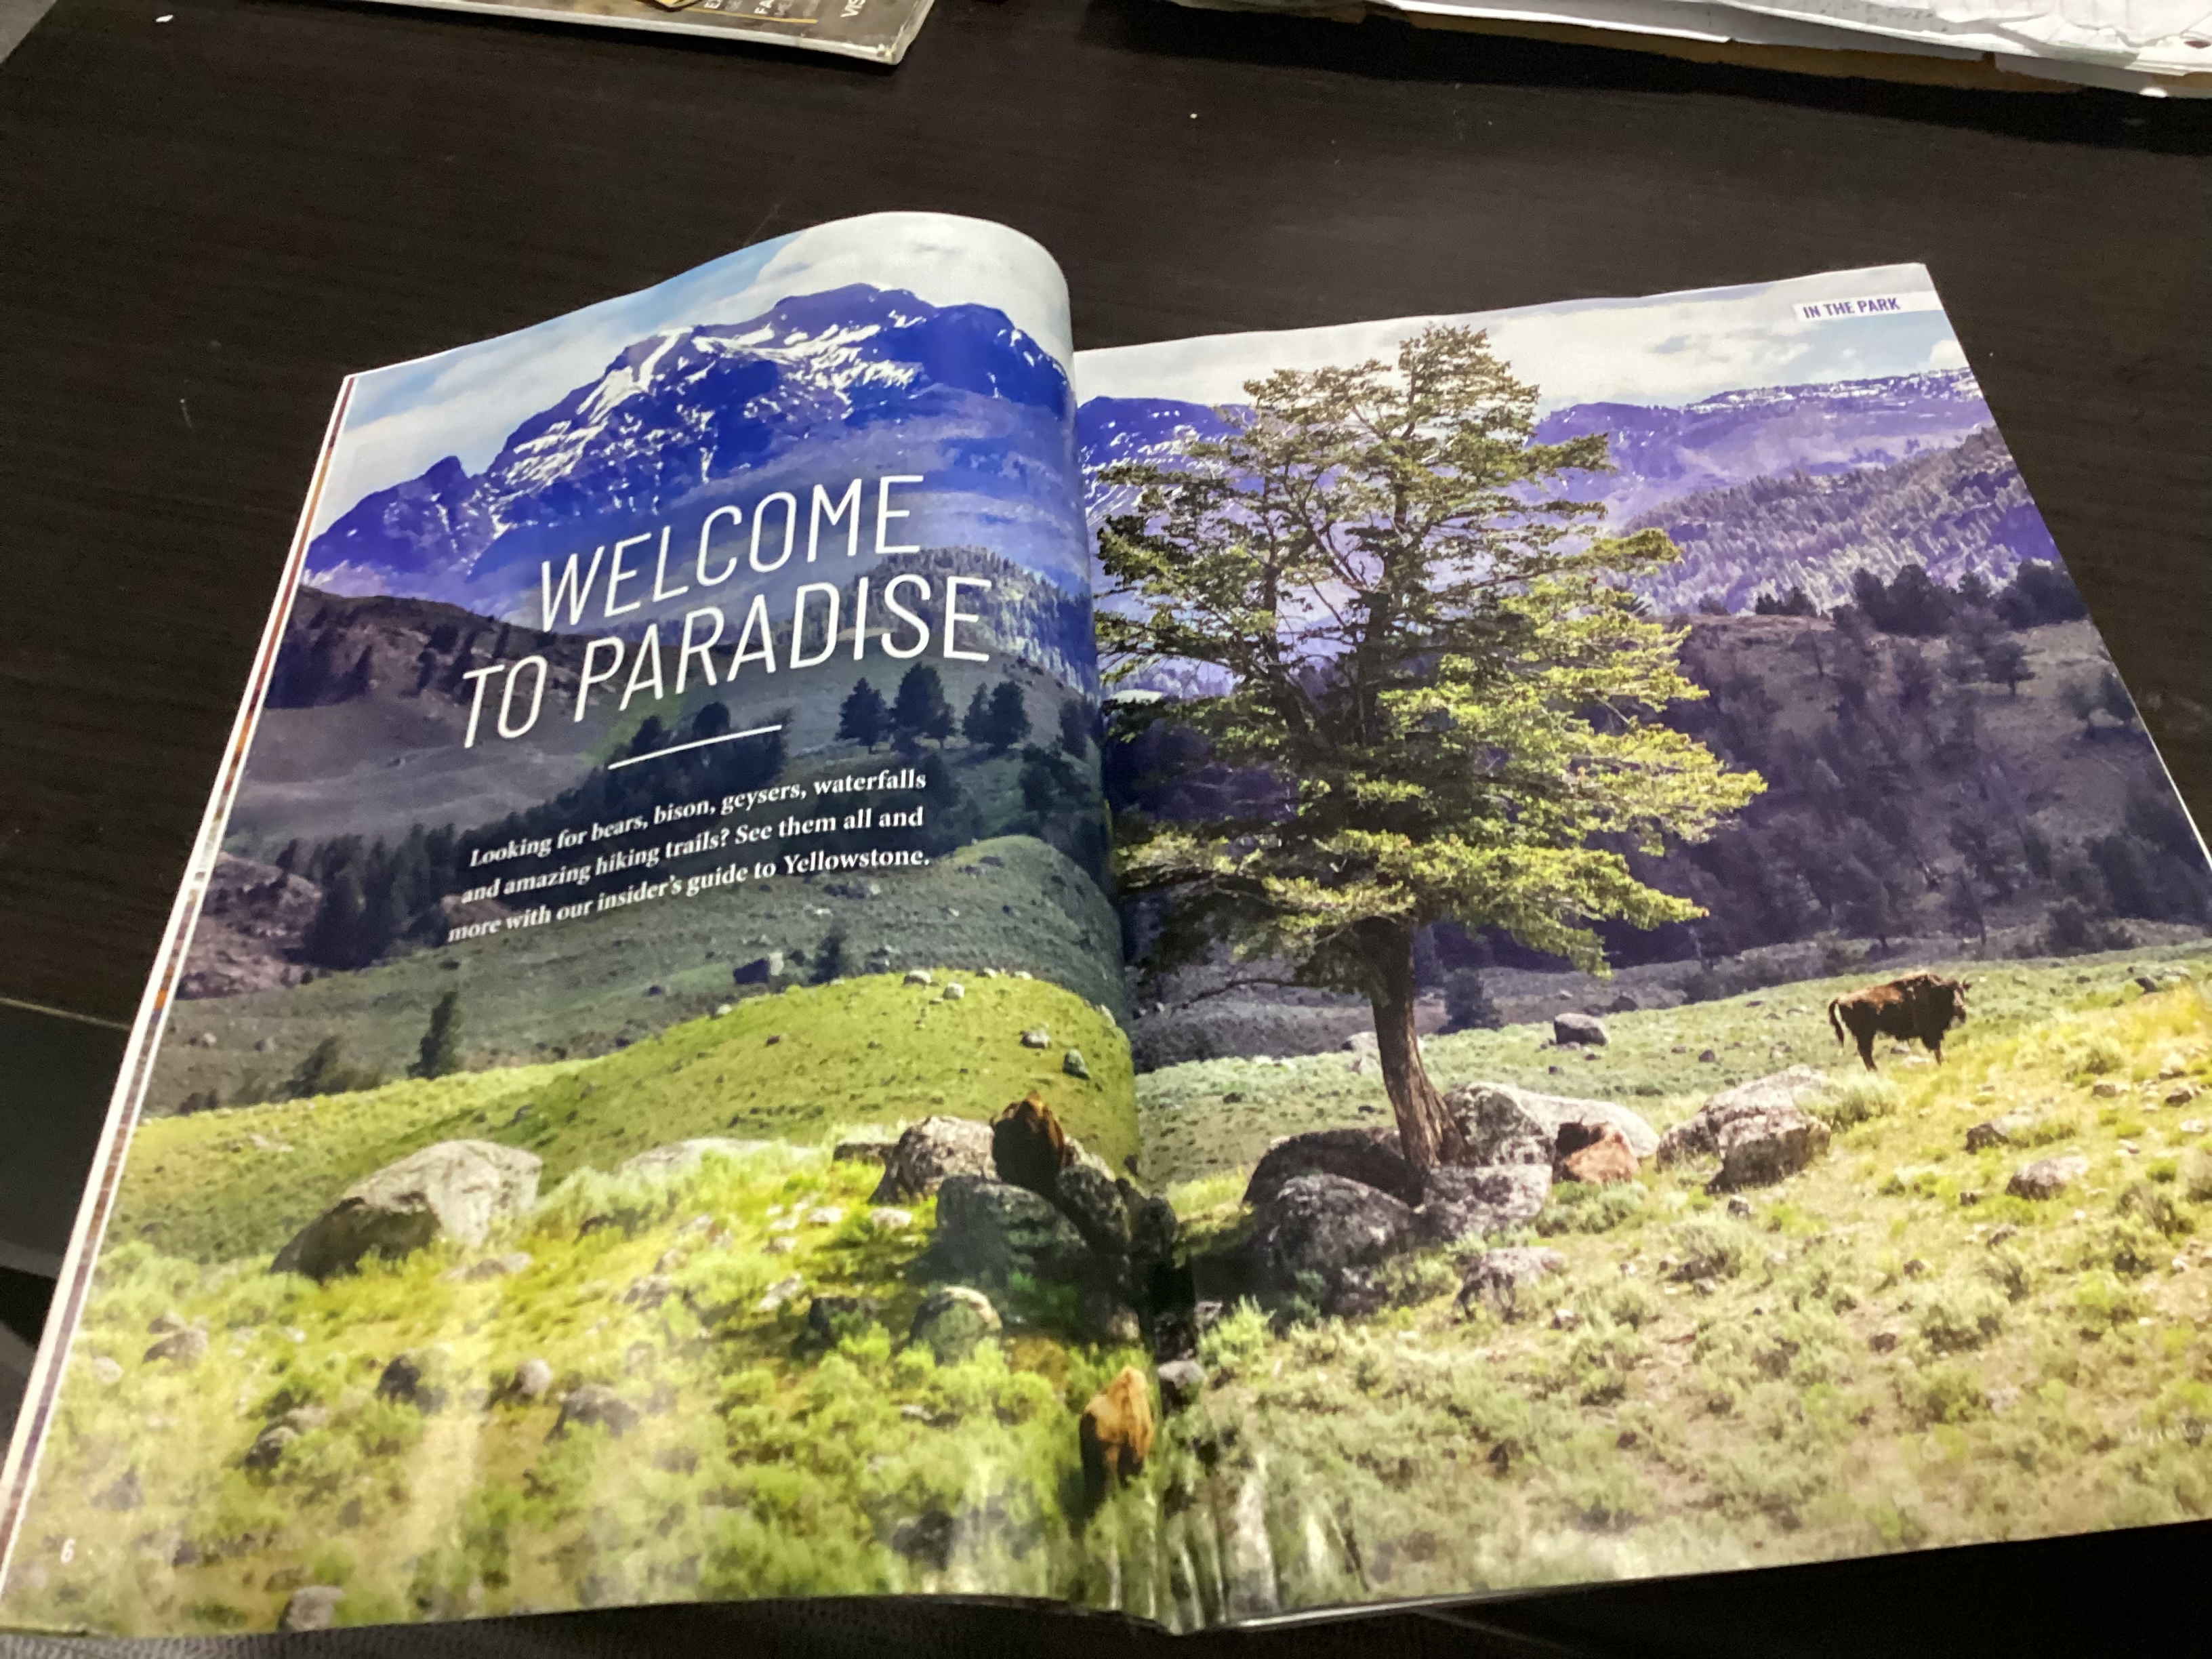 IN THE PARK
WELCOME
TO PARADISE
Looking for bears, bison, geysers, waterfalls
and amazing hiking trails? See them all and
more with our insider's guide to Yellowstone.
6